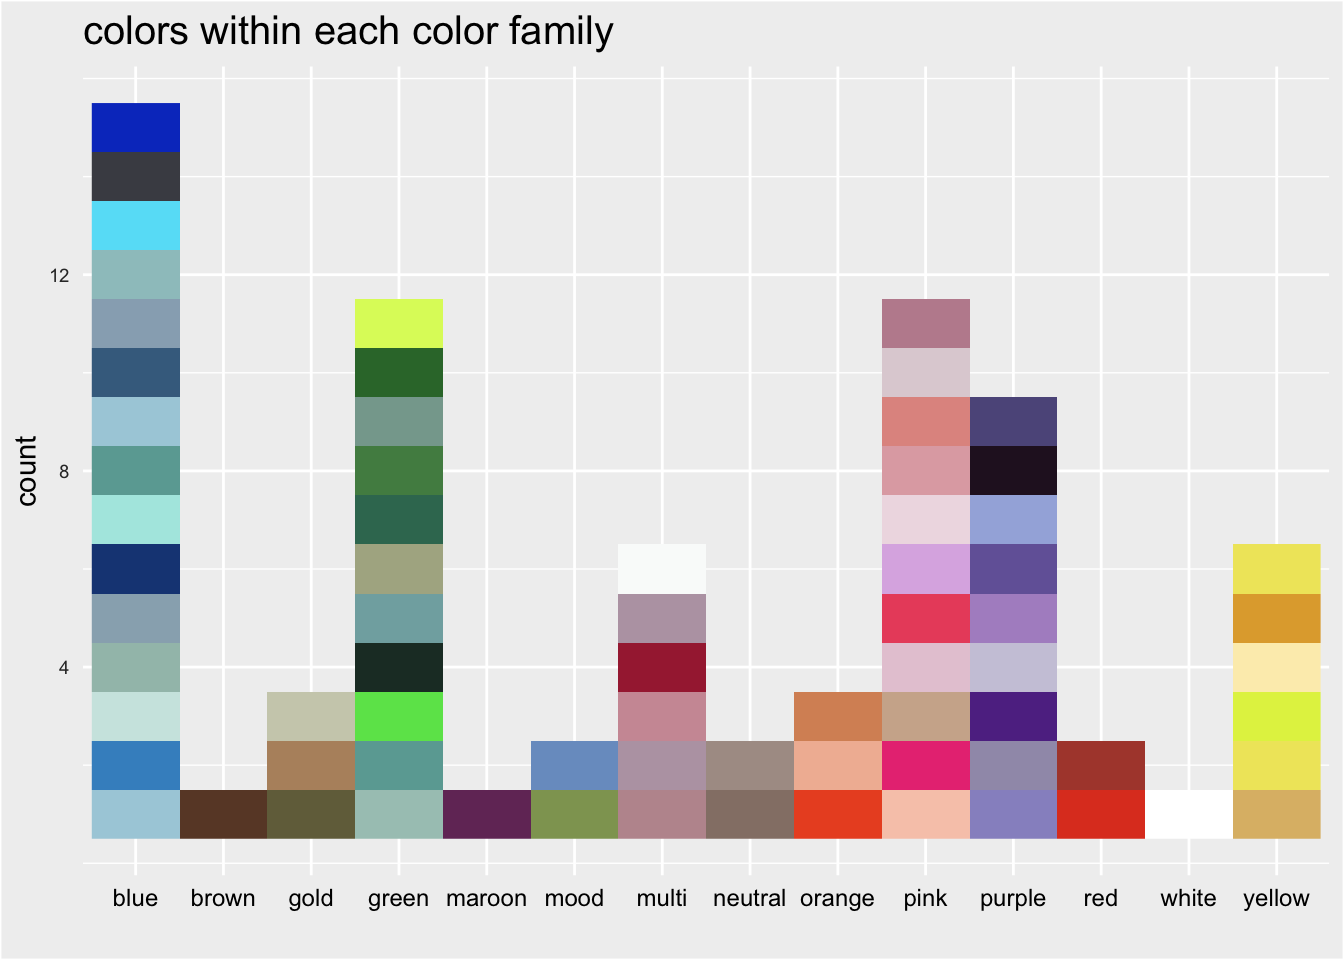 colors within each color family
count
12
8
4
blue brown gold green maroon mood multi neutral orange pink purple red white yellow